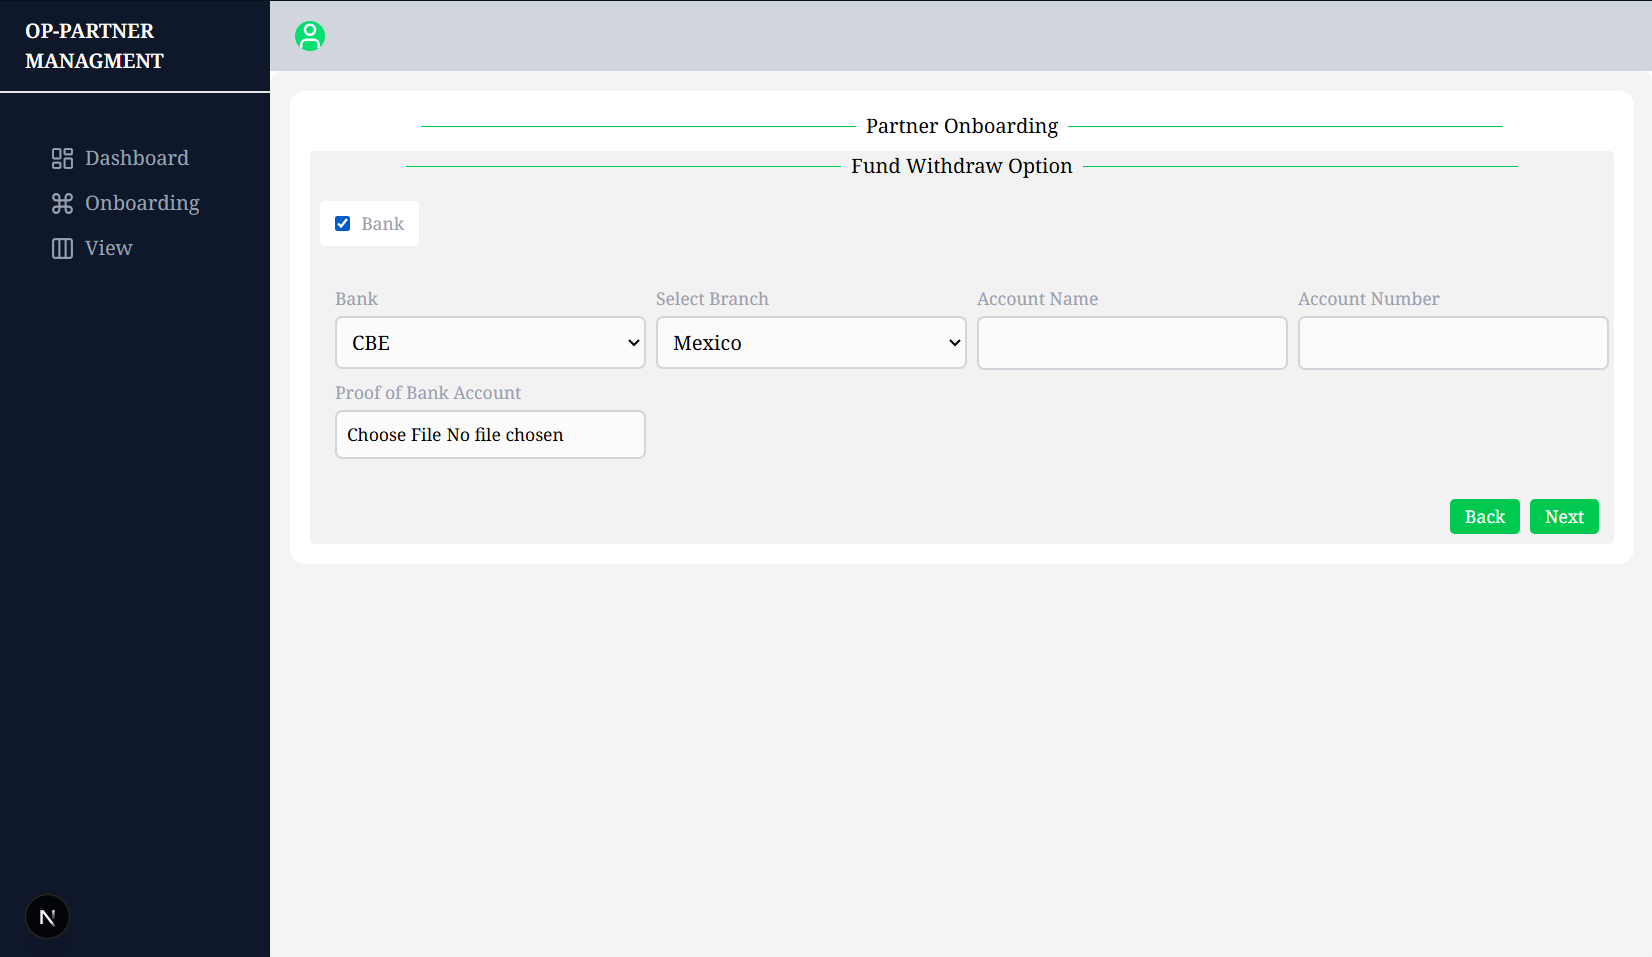 OP-PARTNER
MANAGMENT
Dashboard
Onboarding
View
N
Partner Onboarding
Fund Withdraw Option
Bank
Bank
CBE
Select Branch
Mexico
Account Name
Account Number
Proof of Bank Account
Choose File No file chosen
Back
Next